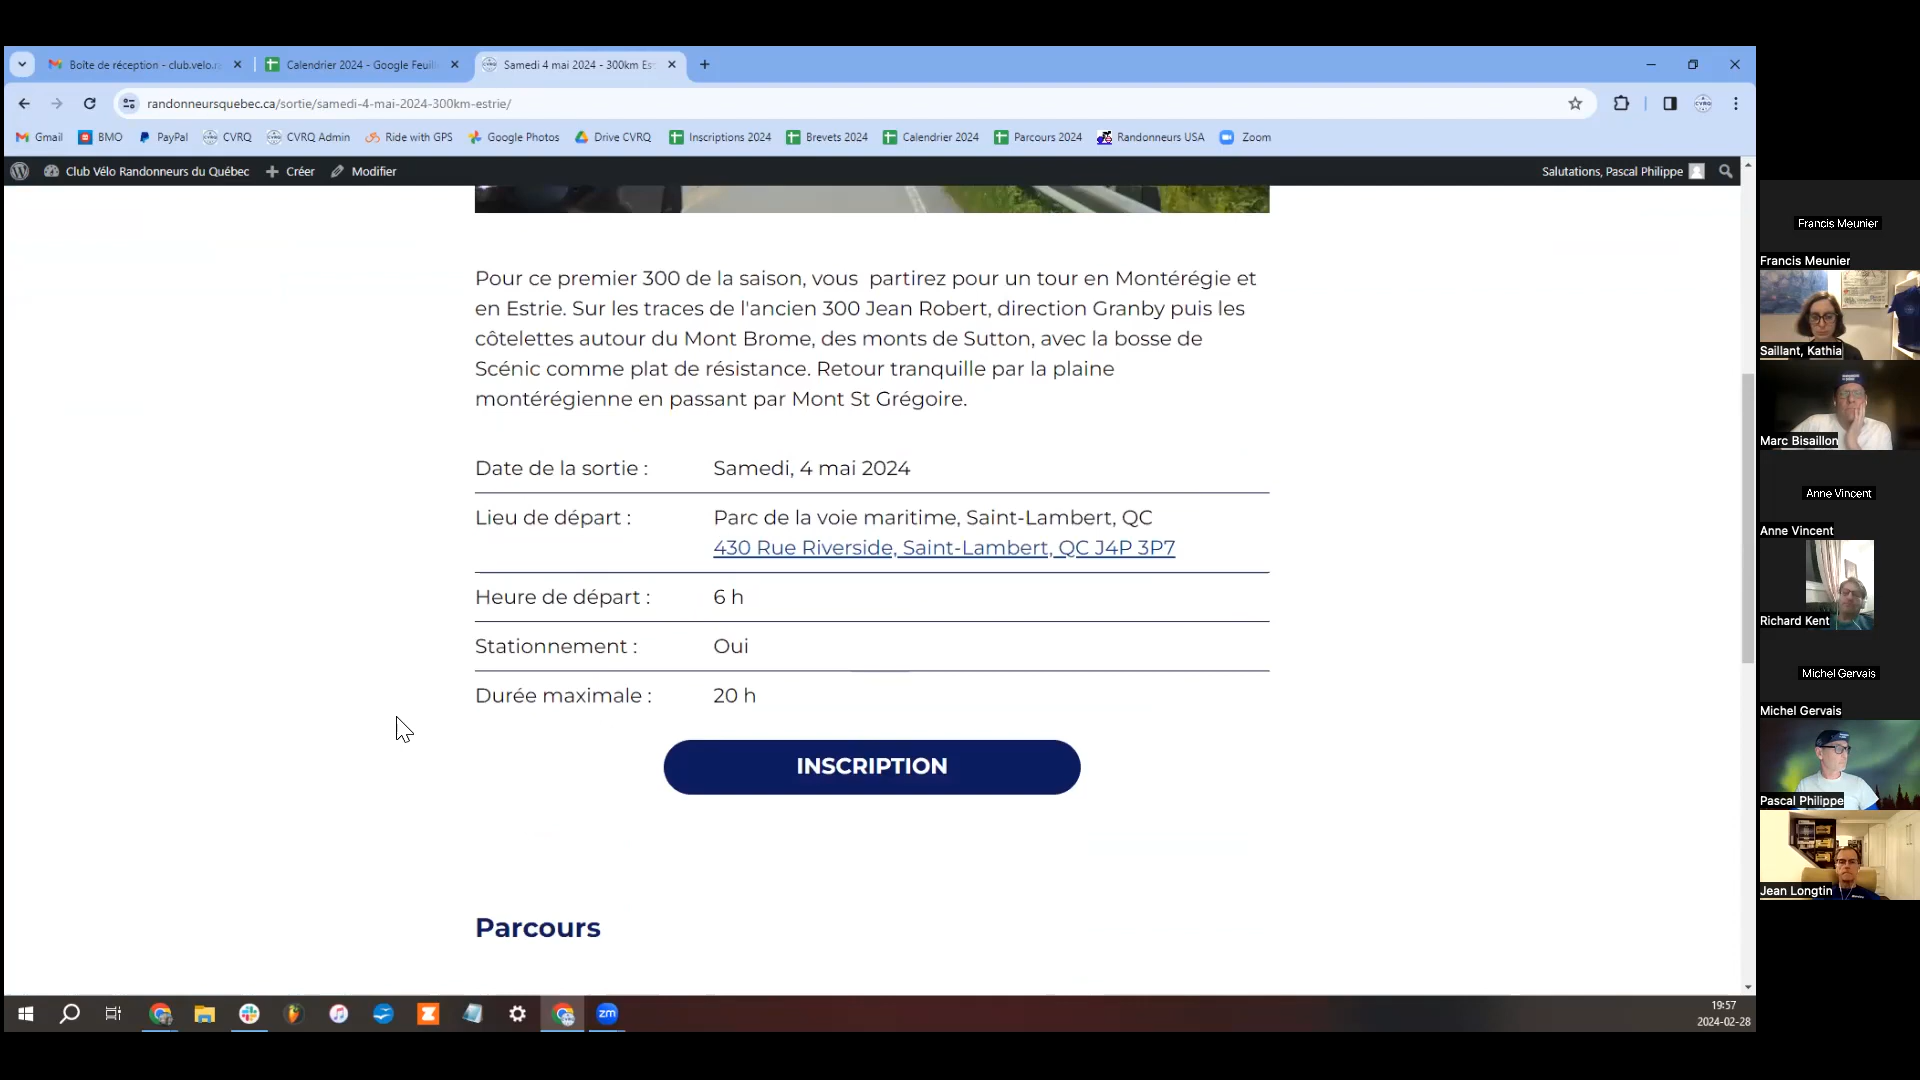 Boîte de réception - club.velo.ra
Calendrier 2024 - Google Feuill
Samedi 4 mai 2024 - 300km Es
randonneursquebec.ca/sortie/samedi-4-mai-2024-300km-estrie/
Gmail
BMO
PayPal
CVRQ
CVRQ Admin
Ride with GPS
Google Photos
Drive CVRQ
Inscriptions 2024
Brevets 2024
Calendrier 2024
Parcours 2024
Randonneurs USA
Zoom
Club Vélo Randonneurs du Québec
Créer
Modifier
Salutations, Pascal Philippe
Pour ce premier 300 de la saison, vous partirez pour un tour en Montérégie et
en Estrie. Sur les traces de l'ancien 300 Jean Robert, direction Granby puis les
côtelettes autour du Mont Brome, des monts de Sutton, avec la bosse de
Scénic comme plat de résistance. Retour tranquille par la plaine
montérégienne en passant par Mont St Grégoire.
Date de la sortie : Samedi, 4 mai 2024
Lieu de départ : Parc de la voie maritime, Saint-Lambert, QC
430 Rue Riverside, Saint-Lambert, QC J4P 3P7
Heure de départ : 6 h
Stationnement : Oui
Durée maximale : 20 h
INSCRIPTION
Parcours
zm
19:57
2024-02-28
Francis Meunier
Francis Meunier
Saillant, Kathia
Marc Bisaillon
Anne Vincent
Anne Vincent
Richard Kent
Michel Gervais
Michel Gervais
Pascal Philippe
Jean Longtin